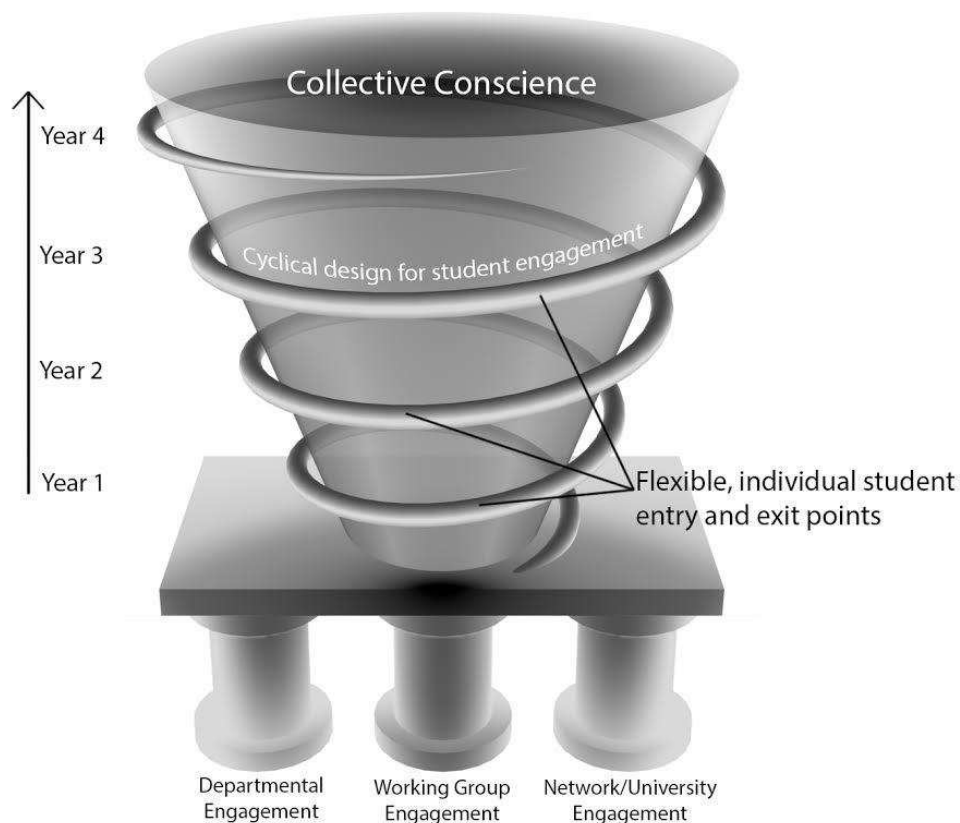 Collective Conscience
Year 4
Year 3
Cyclical design for student engagement
Year 2
Year 1
Flexible, individual student
entry and exit points
Departmental
Engagement
Working Group
Engagement
Network/University
Engagement